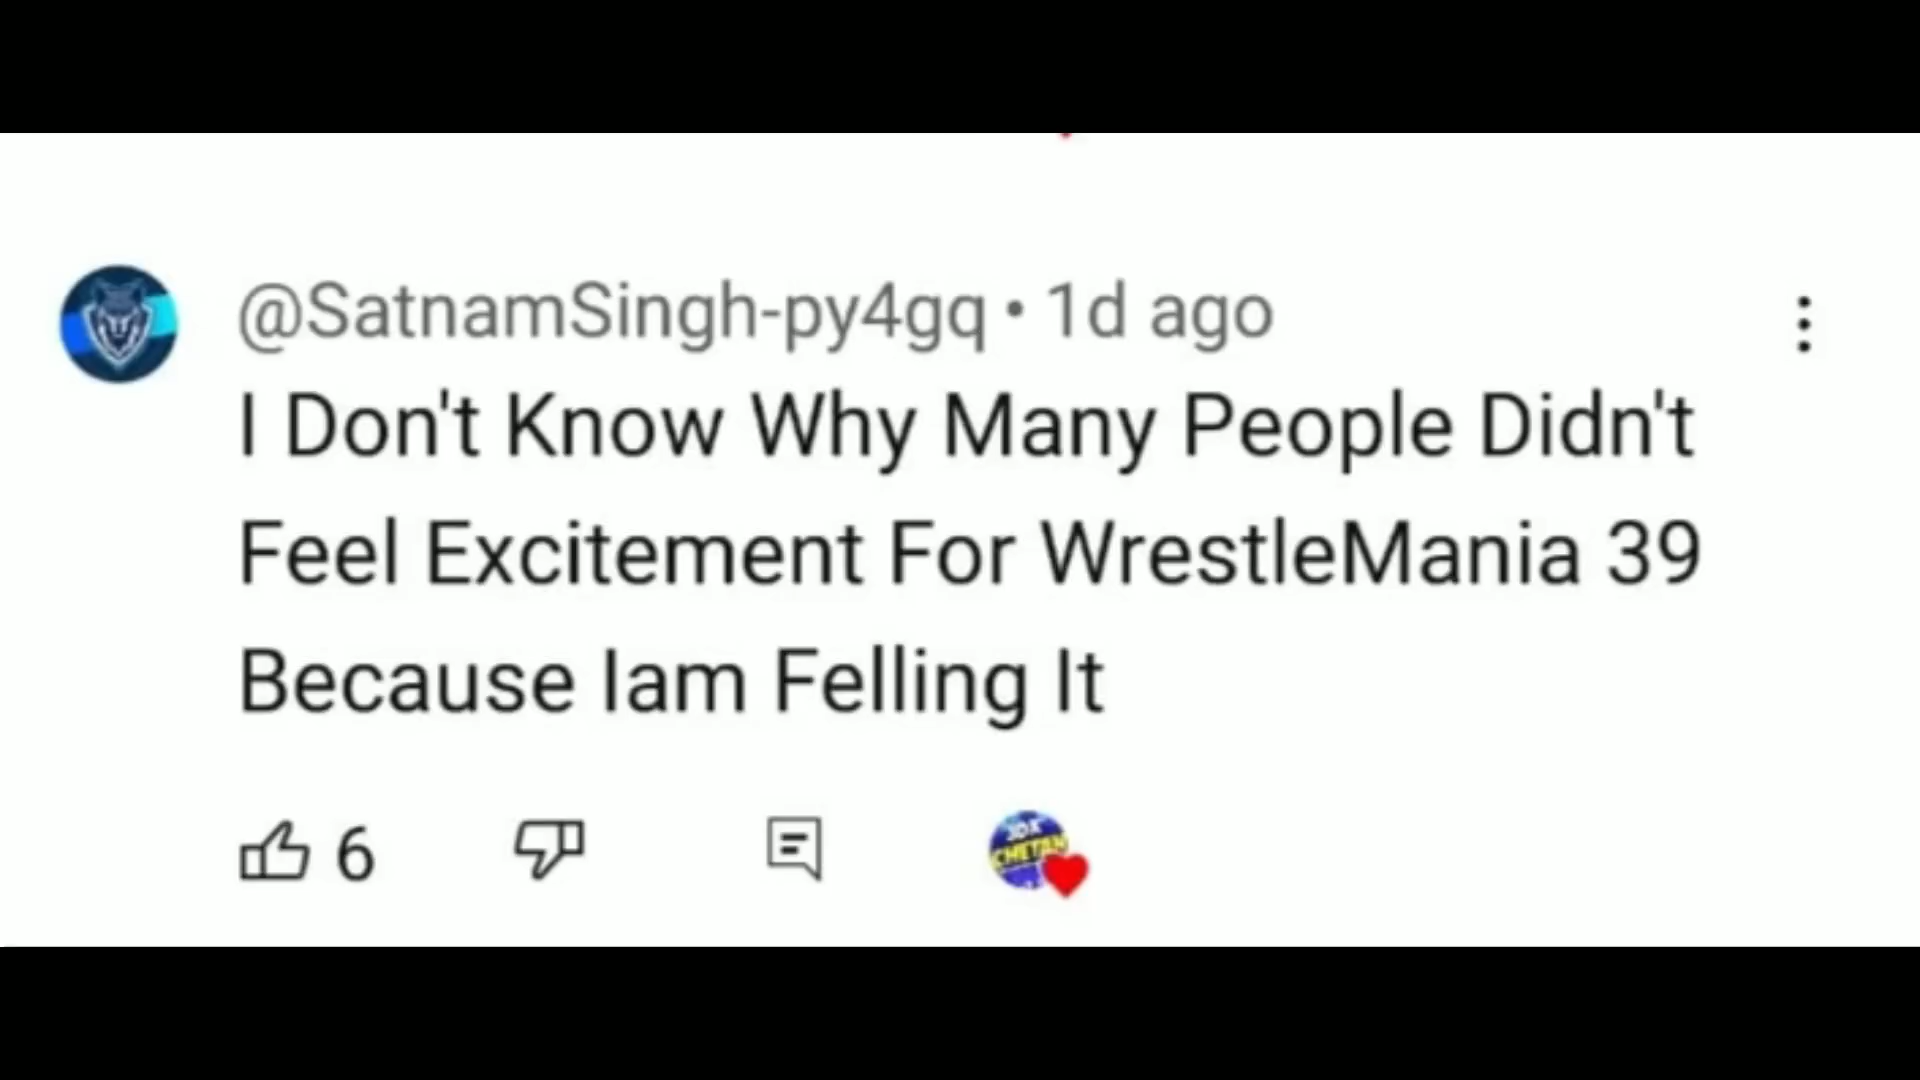 @SatnamSingh-py4gq • 1d ago
I Don't Know Why Many People Didn't
Feel Excitement For WrestleMania 39
Because Iam Felling It
6
CHETAN